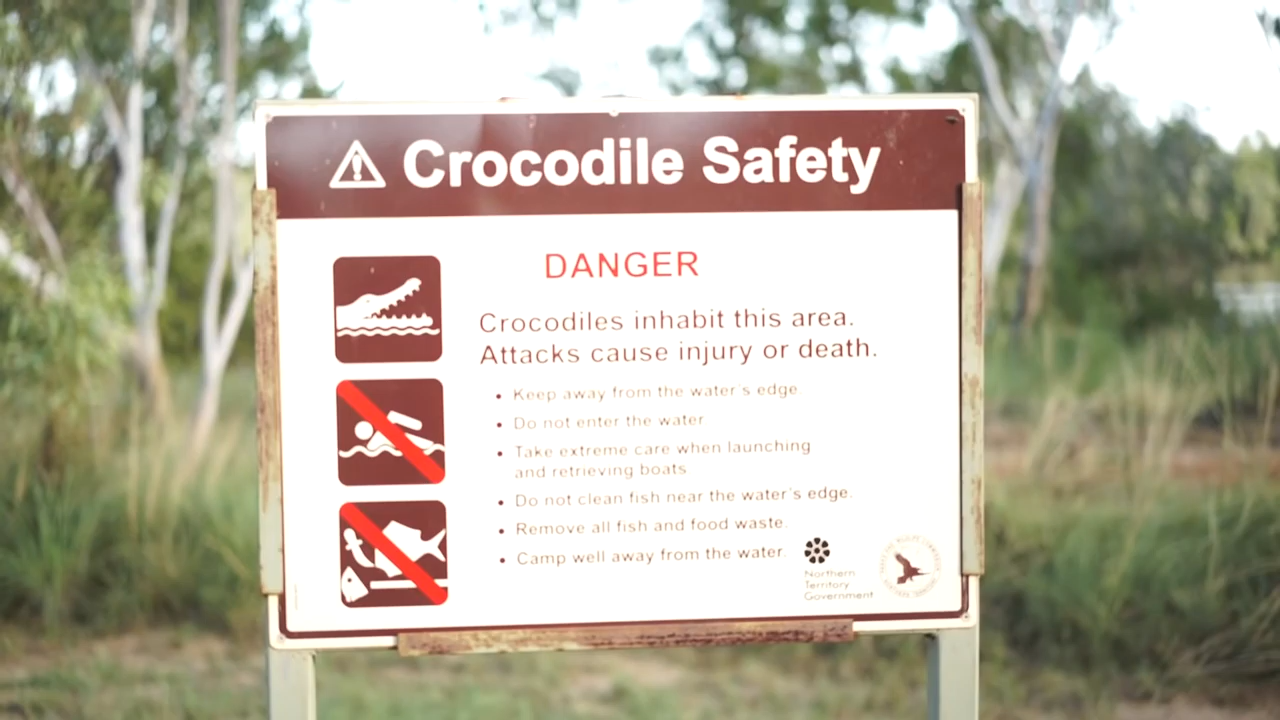 Crocodile Safety
DANGER
Crocodiles inhabit this area.
Attacks cause injury or death.
• Keep away from the water's edge.
• Do not enter the water
• Take extreme care when launching
and retrieving boats
• Do not clean fish near the water's edge.
• Remove all fish and food waste.
• Camp well away from the water.
Northern
Territory
Government